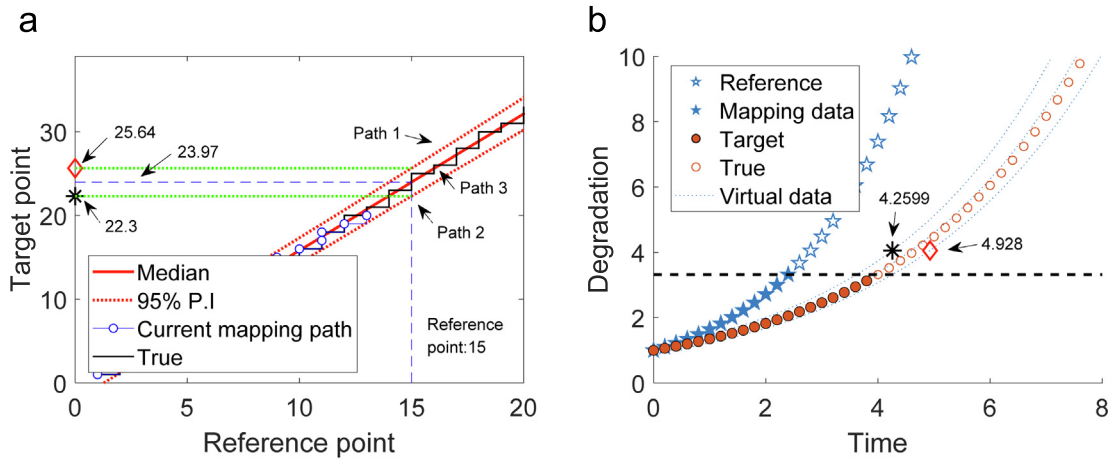 a
Target point
30
20
10
0
25.64
23.97
22.3
Path 1
Path 3
Path 2
Median
95% P.I
Current mapping path
True
Reference
point:15
0
5
10
15
20
Reference point
b
Degradation
10
8
6
4
2
0
Reference
Mapping data
Target
True
Virtual data
4.2599
4.928
0
2
4
6
8
Time